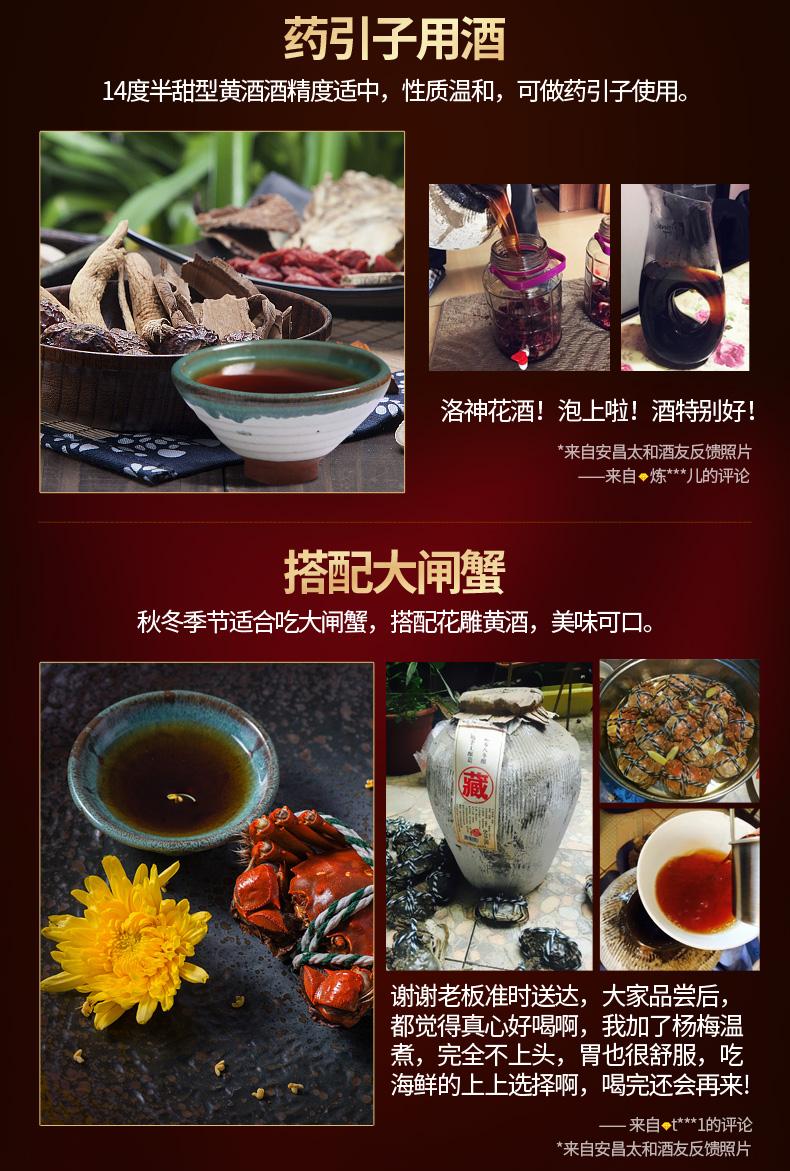 药引子用酒
14度半甜型黄酒酒精度适中，性质温和，可做药引子使用。
洛神花酒！泡上啦！酒特别好！
*来自安昌太和酒友反馈照片
——来自炼***儿的评论
搭配大闸蟹
秋冬季节适合吃大闸蟹，搭配花雕黄酒，美味可口。
藏
谢谢老板准时送达，大家品尝后，
都觉得真心好喝啊，我加了杨梅温
煮，完全不上头，胃也很舒服，吃
海鲜的上上选择啊，喝完还会再来!
—— 来自t***1的评论
*来自安昌太和酒友反馈照片